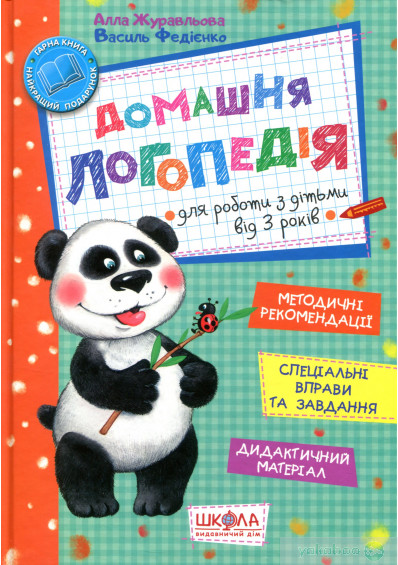 Алла Журавльова
Василь Федієнко
ГАРНА КНИГА
НАЙКРАЩИЙ ПОДАРУНОК
ДОМАШНЯ
ЛОГОПЕДІЯ
для роботи з дітьми
від 3 років
МЕТОДИЧНІ
РЕКОМЕНДАЦІЇ
СПЕЦІАЛЬНІ
ВПРАВИ
ТА ЗАВДАННЯ
ДИДАКТИЧНИЙ
МАТЕРІАЛ
ШКОЛА
видавничий дім